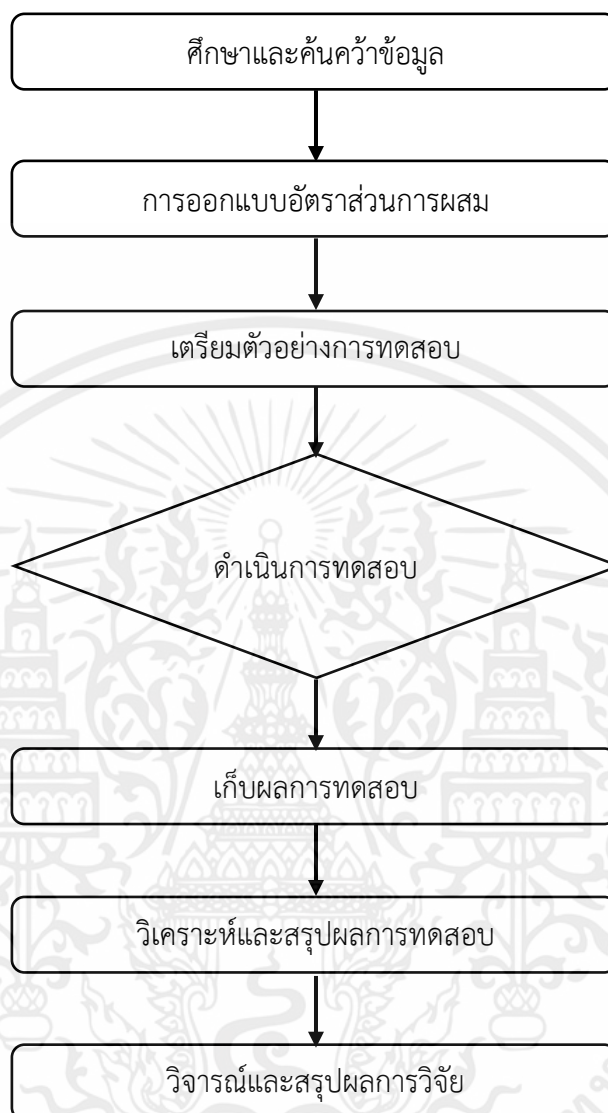 ศึกษาและค้นคว้าข้อมูล
การออกแบบอัตราส่วนการผสม
เตรียมตัวอย่างการทดสอบ
ดำเนินการทดสอบ
เก็บผลการทดสอบ
วิเคราะห์และสรุปผลการทดสอบ
วิจารณ์และสรุปผลการวิจัย